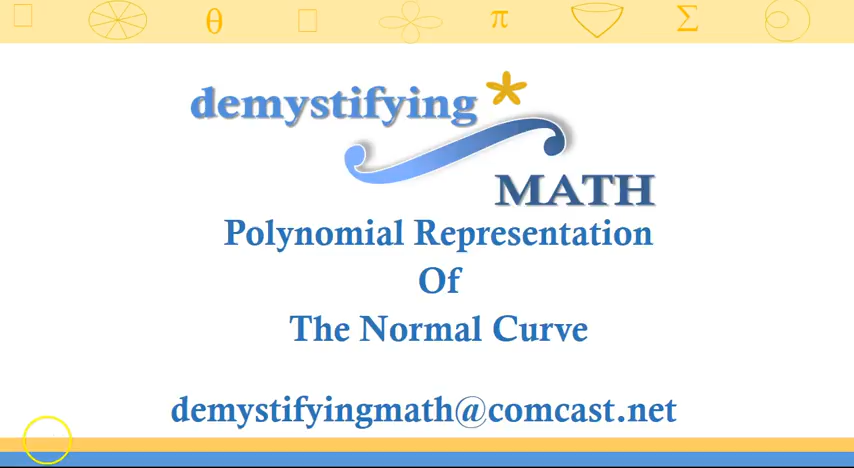 θ π Σ
demystifying
MATH
Polynomial Representation
Of
The Normal Curve
demystifyingmath@comcast.net